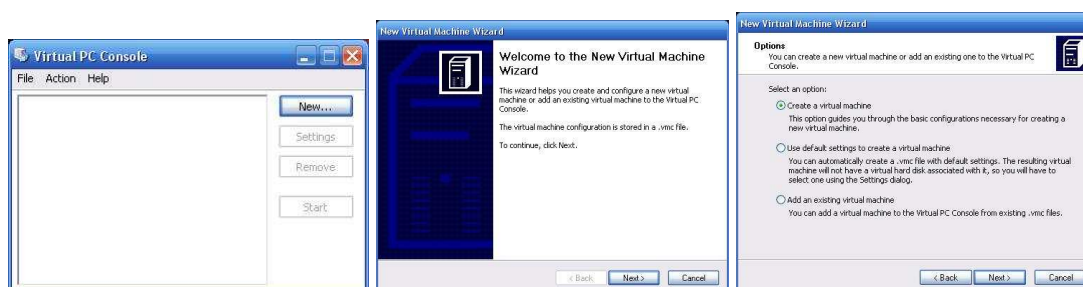 Virtual PC Console
File Action Help
New...
Settings
Remove
Start
New Virtual Machine Wizard
Welcome to the New Virtual Machine
Wizard
This wizard helps you create and configure a new virtual
machine or add an existing virtual machine to the Virtual PC
Console.
The virtual machine configuration is stored in a .vmc file.
To continue, click Next.
< Back Next > Cancel
New Virtual Machine Wizard
Options
You can create a new virtual machine or add an existing one to the Virtual PC
Console.
Select an option:
Create a virtual machine
This option guides you through the basic configurations necessary for creating a
new virtual machine.
Use default settings to create a virtual machine
You can automatically create a .vmc file with default settings. The resulting virtual
machine will not have a virtual hard disk associated with it, so you will have to
select one using the Settings dialog.
Add an existing virtual machine
You can add a virtual machine to the Virtual PC Console from existing .vmc files.
< Back Next > Cancel